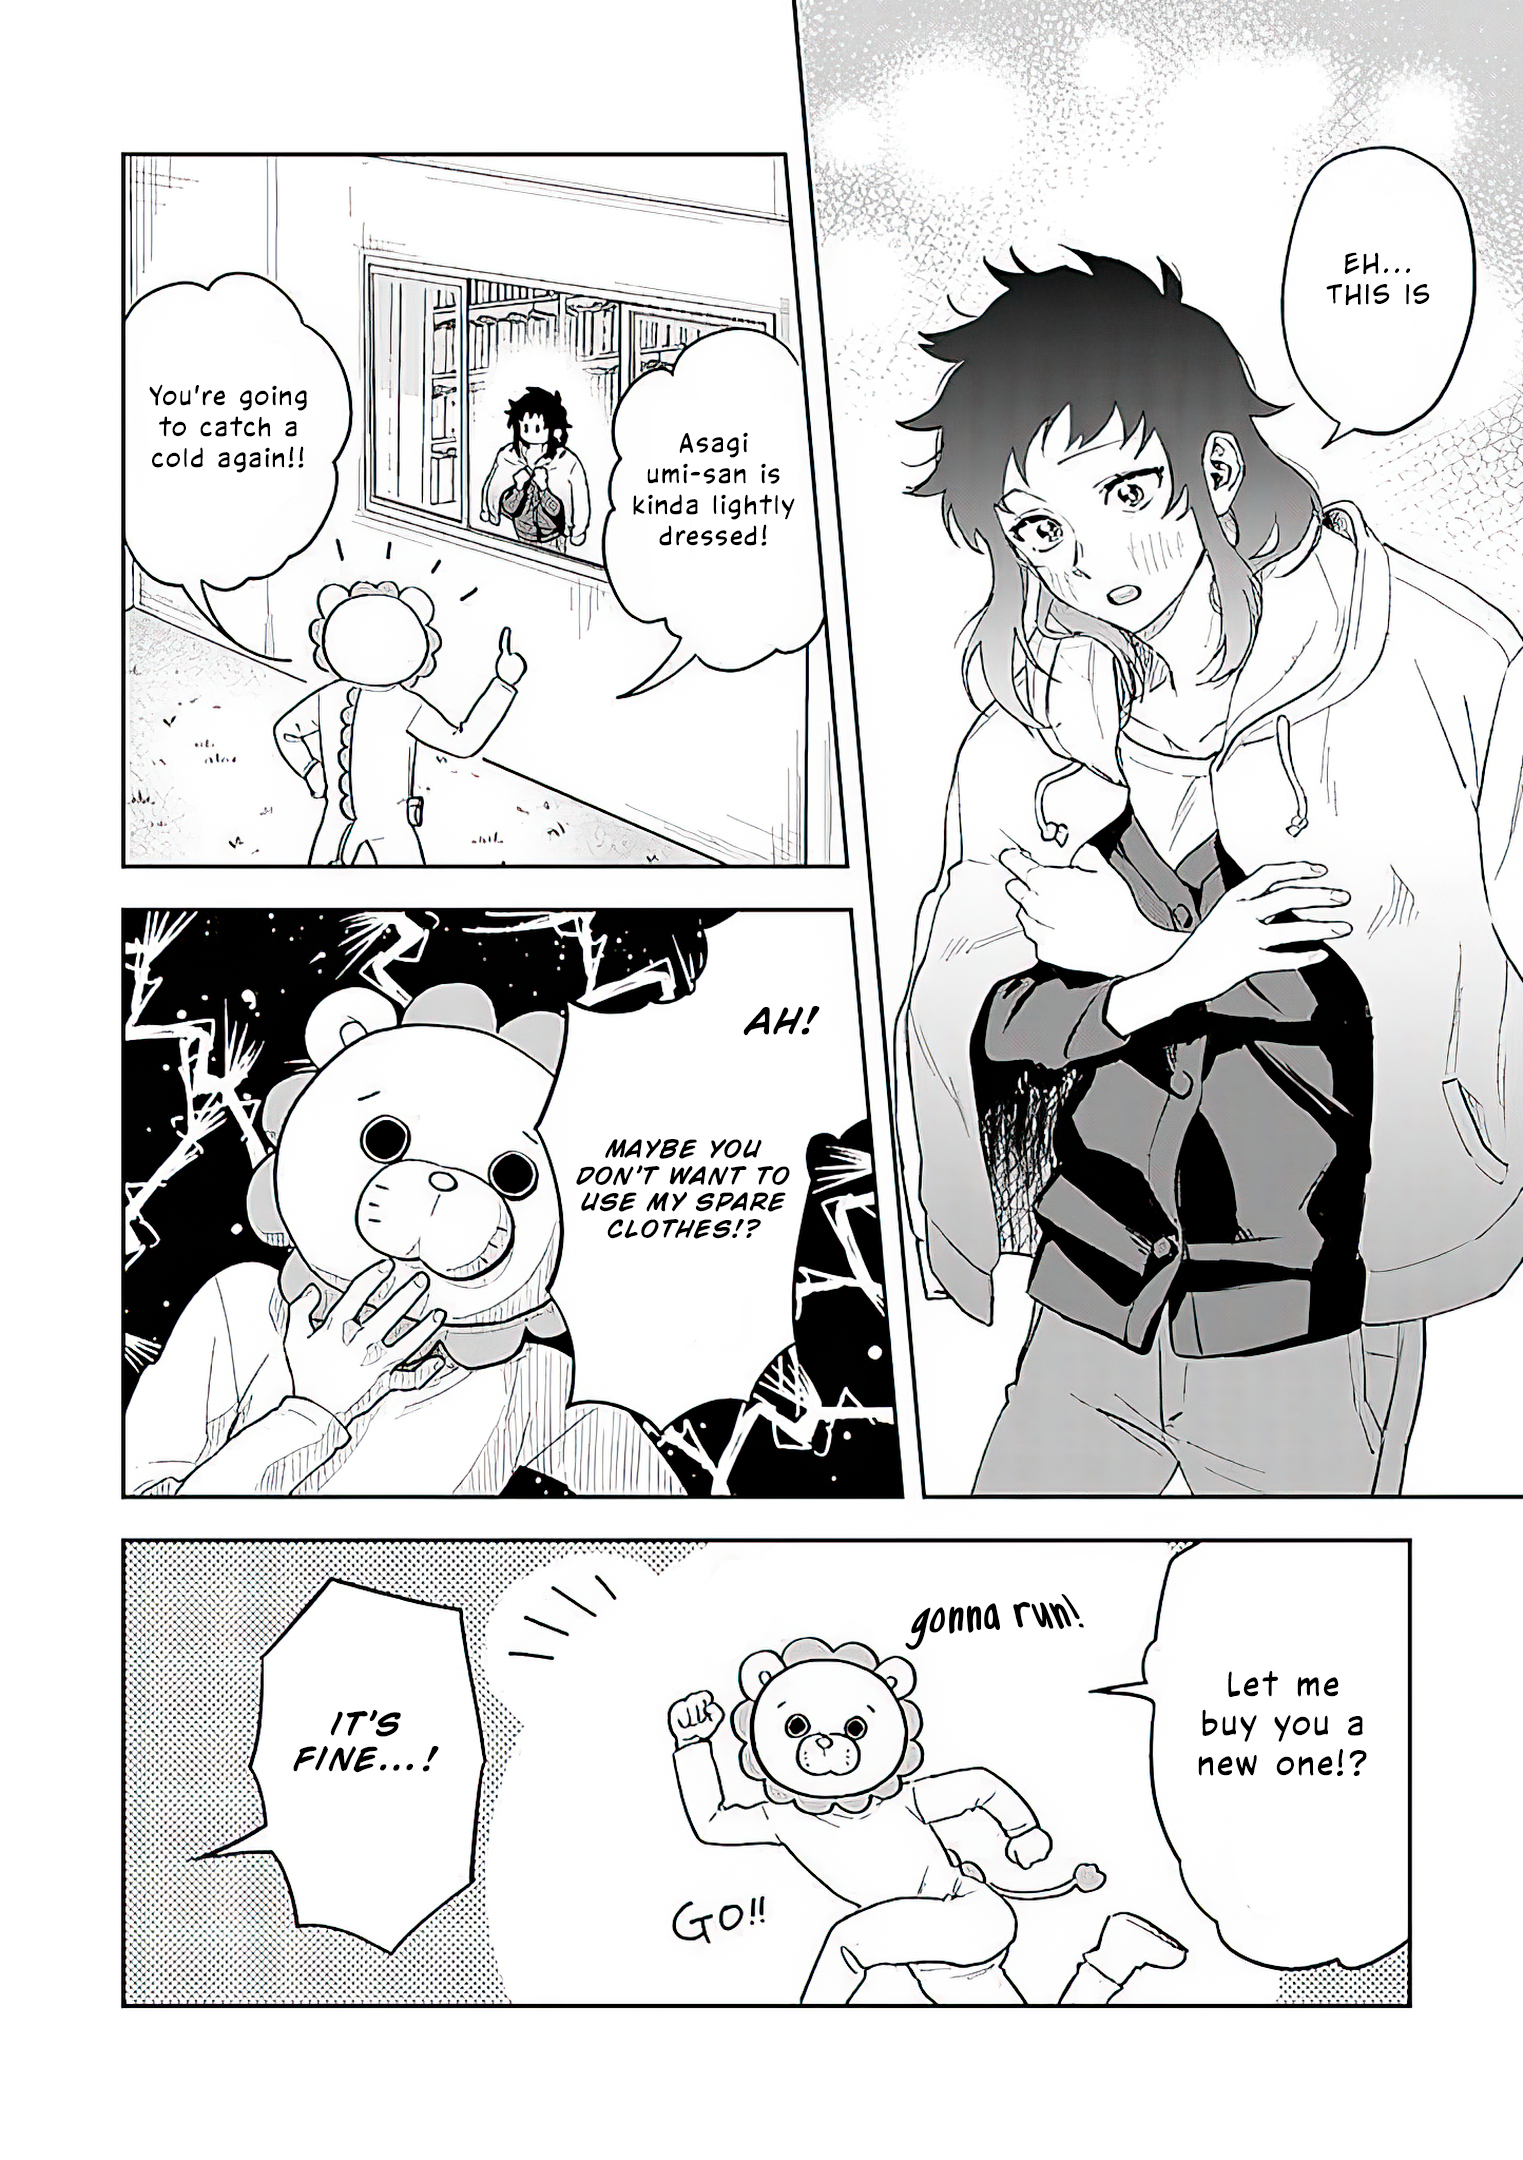 EH...
THIS IS
Asagi
umi-san is
kinda lightly
dressed!
You're going
to catch a
cold again!!
AH!
MAYBE YOU
DON'T WANT TO
USE MY SPARE
CLOTHES!?
Let me
buy you a
new one!?
gonna run!
GO!!
IT'S
FINE...!